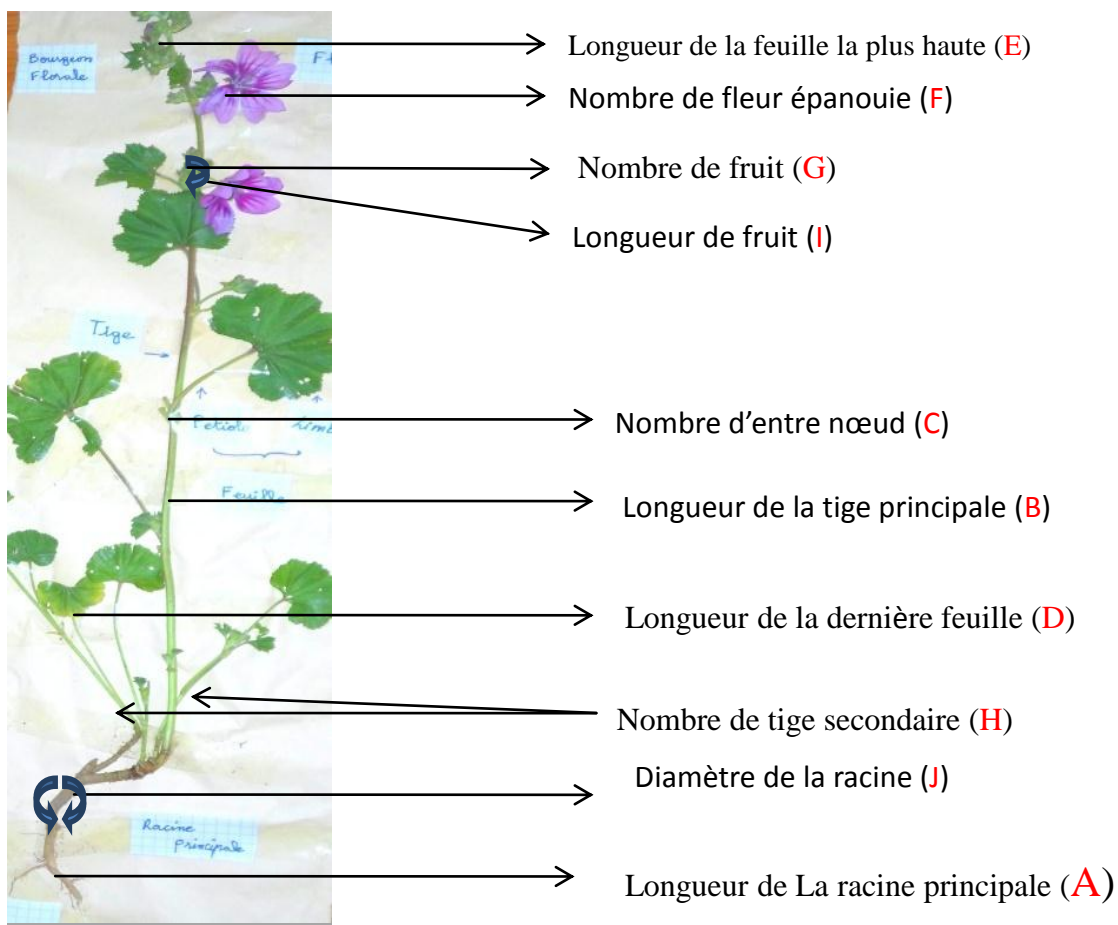 Longueur de la feuille la plus haute (E)
Bourgeon
Florale
Nombre de fleur épanouie (F)
Nombre de fruit (G)
Longueur de fruit (I)
Tige
Nombre d'entre nœud (C)
Feuille
Longueur de la tige principale (B)
Longueur de la dernière feuille (D)
Nombre de tige secondaire (H)
Diamètre de la racine (J)
Racine
principale
Longueur de La racine principale (A)